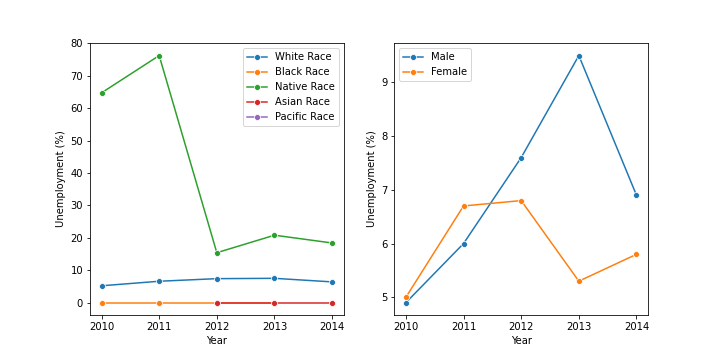 80
70
60
50
40
30
20
10
0
Unemployment (%)
2010 2011 2012 2013 2014
Year
White Race
Black Race
Native Race
Asian Race
Pacific Race
9
8
7
6
5
Unemployment (%)
2010 2011 2012 2013 2014
Year
Male
Female